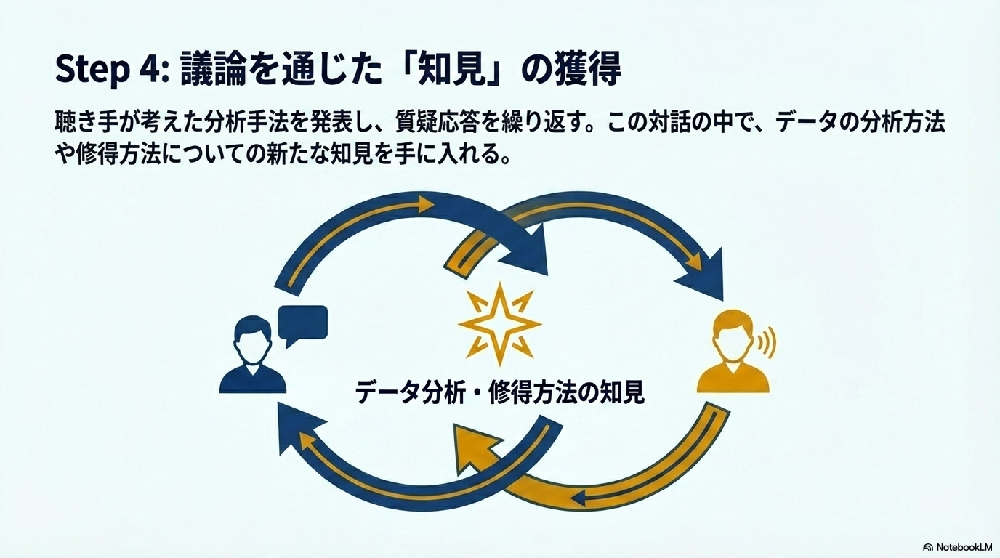 Step 4: 議論を通じた「知見」の獲得
聴き手が考えた分析手法を発表し、質疑応答を繰り返す。この対話の中で、データの分析方法
や修得方法についての新たな知見を手に入れる。
データ分析・修得方法の知見
NotebookLM